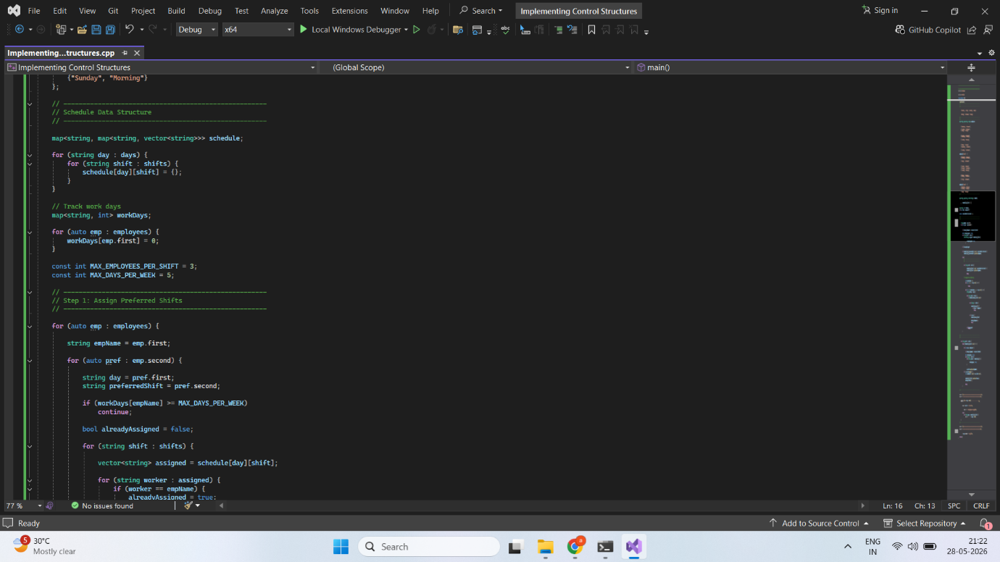 File Edit View Git Project Build Debug Test Analyze Tools Extensions Window Help Search Implementing Control Structures Sign in
Debug x64 Local Windows Debugger GitHub Copilot
Implementing...tructures.cpp
Implementing Control Structures (Global Scope) main()
{"Sunday", "Morning"}
};
// -----------------------------------------------------
// Schedule Data Structure
// -----------------------------------------------------
map<string, map<string, vector<string>>> schedule;
for (string day : days) {
for (string shift : shifts) {
schedule[day][shift] = {};
}
}
// Track work days
map<string, int> workDays;
for (auto emp : employees) {
workDays[emp.first] = 0;
}
const int MAX_EMPLOYEES_PER_SHIFT = 3;
const int MAX_DAYS_PER_WEEK = 5;
// -----------------------------------------------------
// Step 1: Assign Preferred Shifts
// -----------------------------------------------------
for (auto emp : employees) {
string empName = emp.first;
for (auto pref : emp.second) {
string day = pref.first;
string preferredShift = pref.second;
if (workDays[empName] >= MAX_DAYS_PER_WEEK)
continue;
bool alreadyAssigned = false;
for (string shift : shifts) {
vector<string> assigned = schedule[day][shift];
for (string worker : assigned) {
if (worker == empName) {
alreadyAssigned = true;
77 % No issues found Ln: 16 Ch: 13 SPC CRLF
Ready Add to Source Control Select Repository 1
5 30°C
Mostly clear
Search
ENG
IN
21:22
28-05-2026